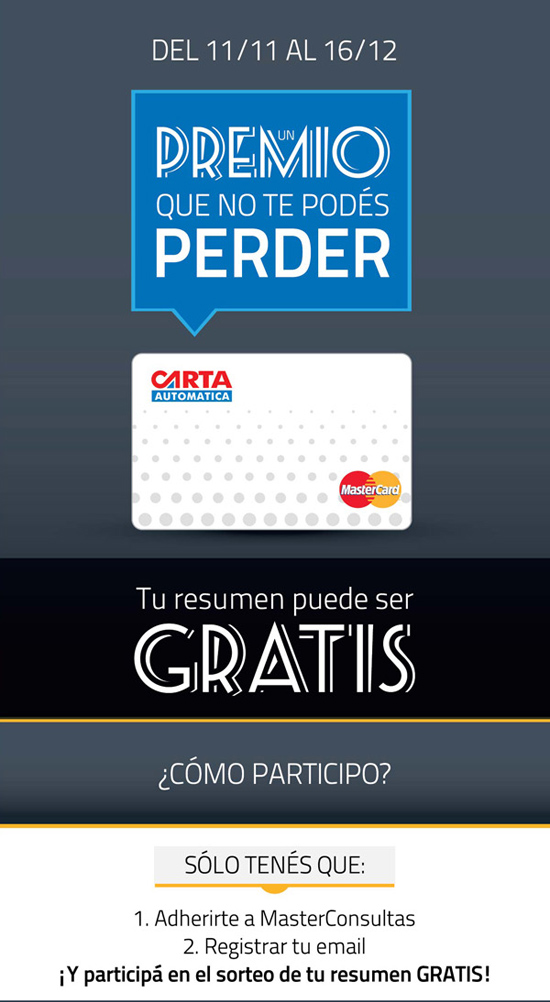 DEL 11/11 AL 16/12
UN
PREMIO
QUE NO TE PODÉS
PERDER
CARTA
AUTOMATICA
MasterCard
Tu resumen puede ser
GRATIS
¿CÓMO PARTICIPO?
SÓLO TENÉS QUE:
1. Adherirte a MasterConsultas
2. Registrar tu email
¡Y participá en el sorteo de tu resumen GRATIS!